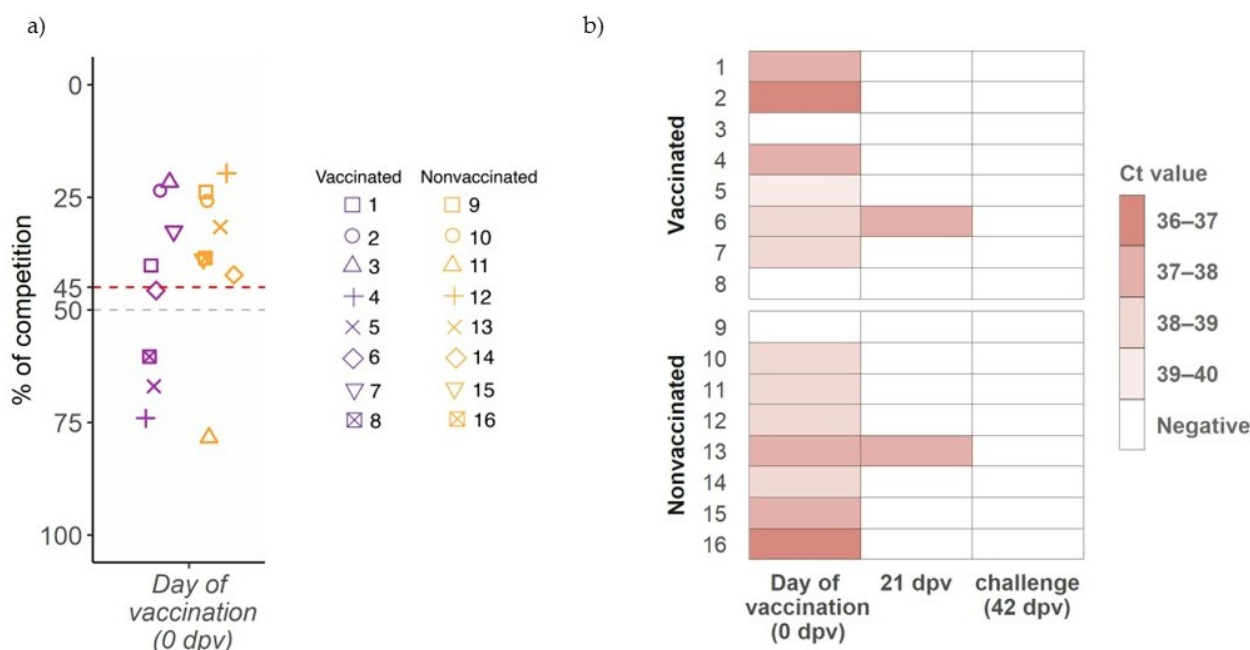 a)
% of competition
0
25
45
50
75
100
Day of
vaccination
(0 dpv)
Vaccinated Nonvaccinated
1 9
2 10
3 11
4 12
5 13
6 14
7 15
8 16
b)
Vaccinated
1
2
3
4
5
6
7
8
Nonvaccinated
9
10
11
12
13
14
15
16
Day of
vaccination
(0 dpv)
21 dpv
challenge
(42 dpv)
Ct value
36–37
37–38
38–39
39–40
Negative